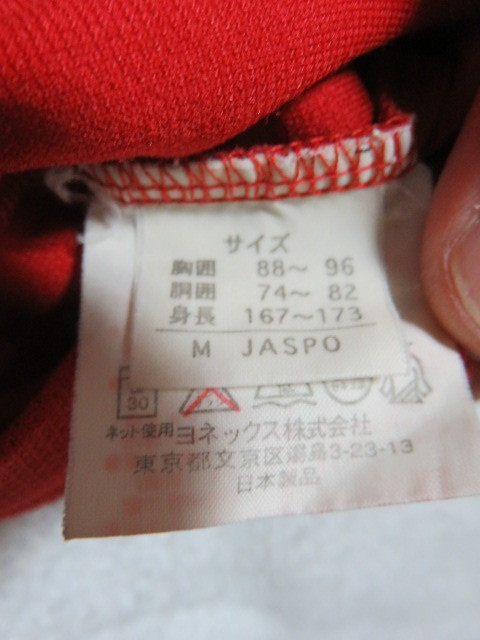 サイズ
胸囲 88〜 96
胴囲 74〜 82
身長 167〜173
M JASPO
30
ネット使用
ヨネックス株式会社
東京都文京区湯島3-23-13
日本製品